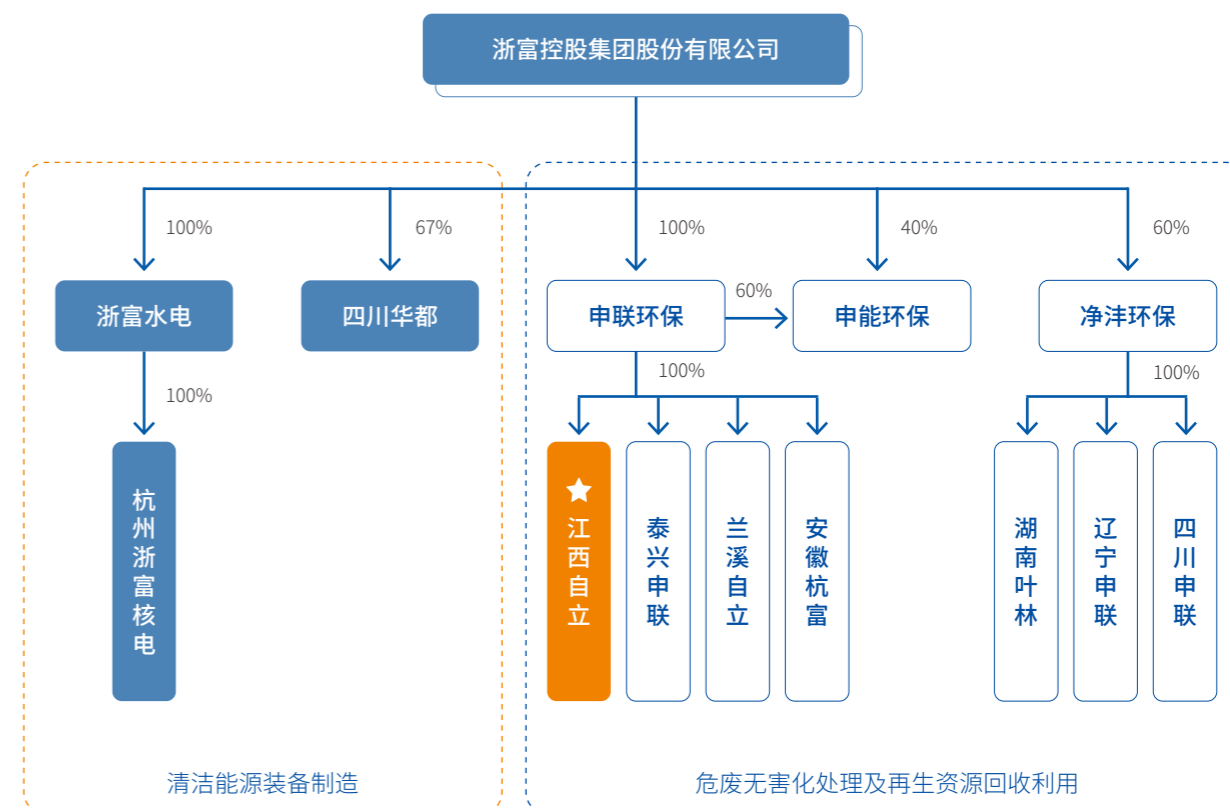 浙富控股集团股份有限公司
100%
67%
100%
40%
60%
浙富水电
四川华都
申联环保
60%
申能环保
净沣环保
100%
100%
100%
杭州浙富核电
江西自立
泰兴申联
兰溪自立
安徽杭富
湖南叶林
辽宁申联
四川申联
清洁能源装备制造
危废无害化处理及再生资源回收利用